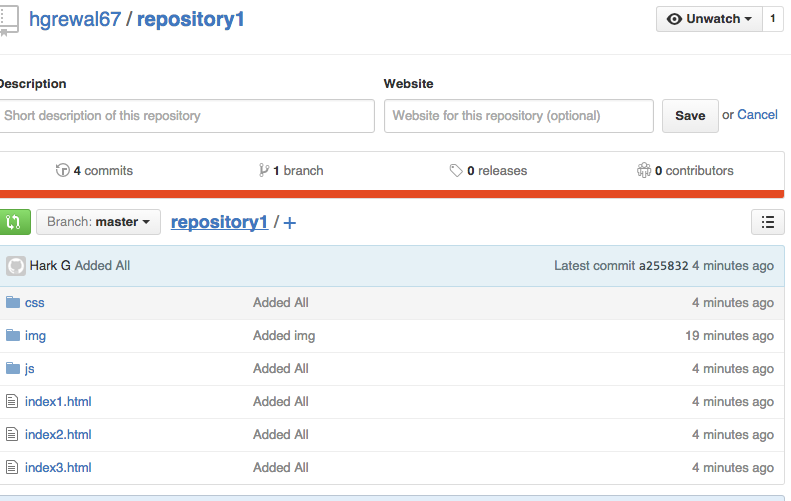 hgrewal67 / repository1 Unwatch 1
Description Website
Short description of this repository Website for this repository (optional) Save or Cancel
4 commits 1 branch 0 releases 0 contributors
Branch: master repository1 / +
Hark G Added All Latest commit a255832 4 minutes ago
css Added All 4 minutes ago
img Added img 19 minutes ago
js Added All 4 minutes ago
index1.html Added All 4 minutes ago
index2.html Added All 4 minutes ago
index3.html Added All 4 minutes ago